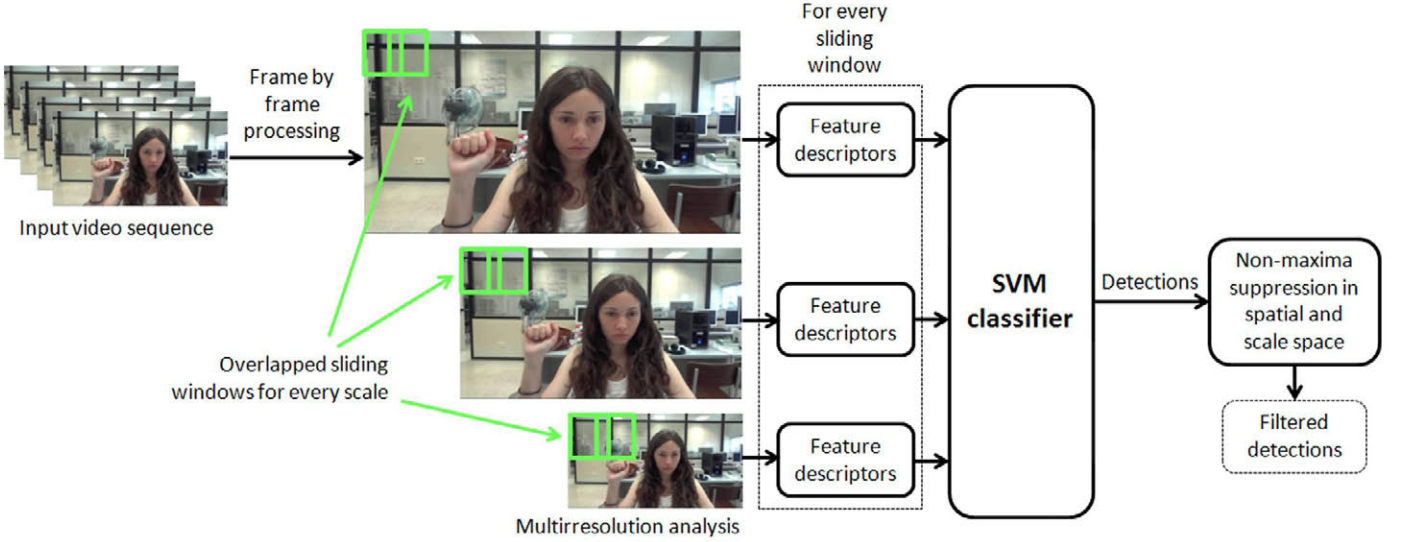 Input video sequence
Frame by
frame
processing
Overlapped sliding
windows for every scale
Multirresolution analysis
For every
sliding
window
Feature
descriptors
Feature
descriptors
Feature
descriptors
SVM
classifier
Detections
Non-maxima
suppression in
spatial and
scale space
Filtered
detections